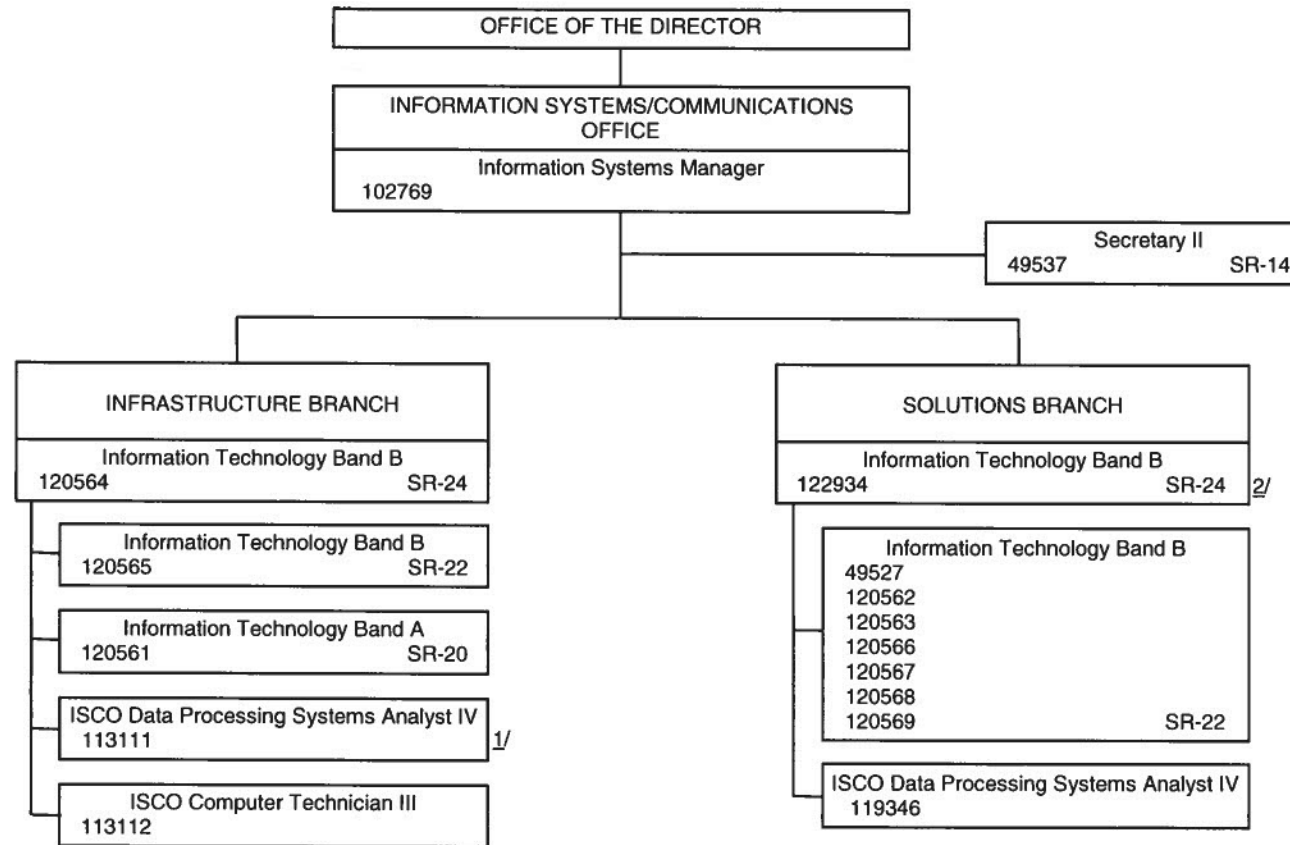 OFFICE OF THE DIRECTOR
INFORMATION SYSTEMS/COMMUNICATIONS
OFFICE
Information Systems Manager
102769
Secretary II
49537 SR-14
INFRASTRUCTURE BRANCH
Information Technology Band B
120564 SR-24
Information Technology Band B
120565 SR-22
Information Technology Band A
120561 SR-20
ISCO Data Processing Systems Analyst IV
113111 1/
ISCO Computer Technician III
113112
SOLUTIONS BRANCH
Information Technology Band B
122934 SR-24 2/
Information Technology Band B
49527
120562
120563
120566
120567
120568
120569 SR-22
ISCO Data Processing Systems Analyst IV
119346